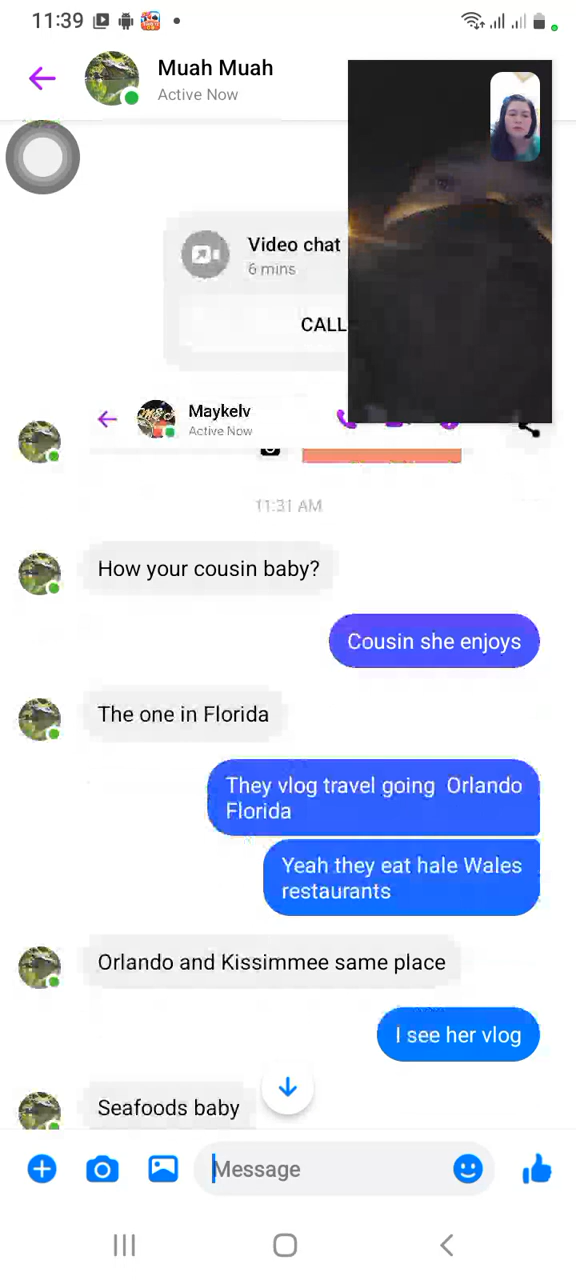 11:39
Muah Muah
Active Now
Video chat
6 mins
CALL
Maykelv
Active Now
11:31 AM
How your cousin baby?
Cousin she enjoys
The one in Florida
They vlog travel going Orlando
Florida
Yeah they eat hale Wales
restaurants
Orlando and Kissimmee same place
I see her vlog
Seafoods baby
Message